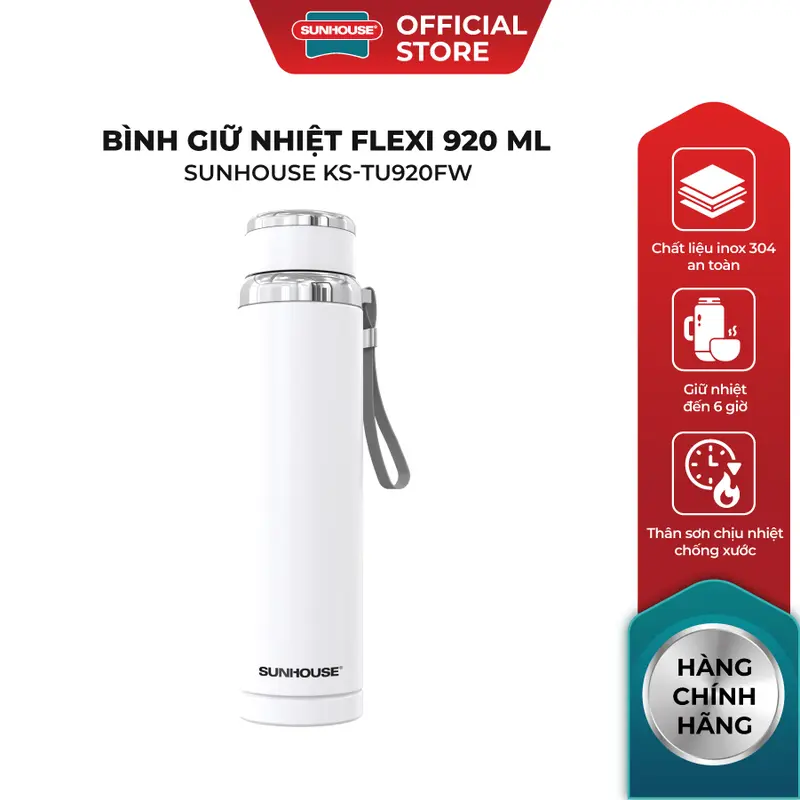 SUNHOUSE®
OFFICIAL
STORE
BÌNH GIỮ NHIỆT FLEXI 920 ML
SUNHOUSE KS-TU920FW
Chất liệu inox 304
an toàn
Giữ nhiệt
đến 6 giờ
Thân sơn chịu nhiệt
chống xước
SUNHOUSE®
HÀNG
CHÍNH
HÃNG